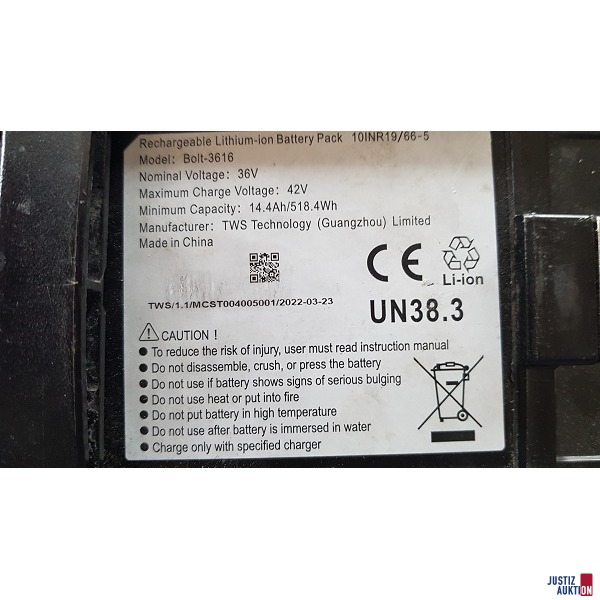 Rechargeable Lithium-ion Battery Pack 10INR19/66-5
Model: Bolt-3616
Nominal Voltage: 36V
Maximum Charge Voltage: 42V
Minimum Capacity: 14.4Ah/518.4Wh
Manufacturer: TWS Technology (Guangzhou) Limited
Made in China
CE
Li-ion
TWS/1.1/MCST004005001/2022-03-23
UN38.3
CAUTION !
● To reduce the risk of injury, user must read instruction manual
● Do not disassemble, crush, or press the battery
● Do not use if battery shows signs of serious bulging
● Do not use heat or put into fire
● Do not put battery in high temperature
● Do not use after battery is immersed in water
● Charge only with specified charger
JUSTIZ
AUKTION